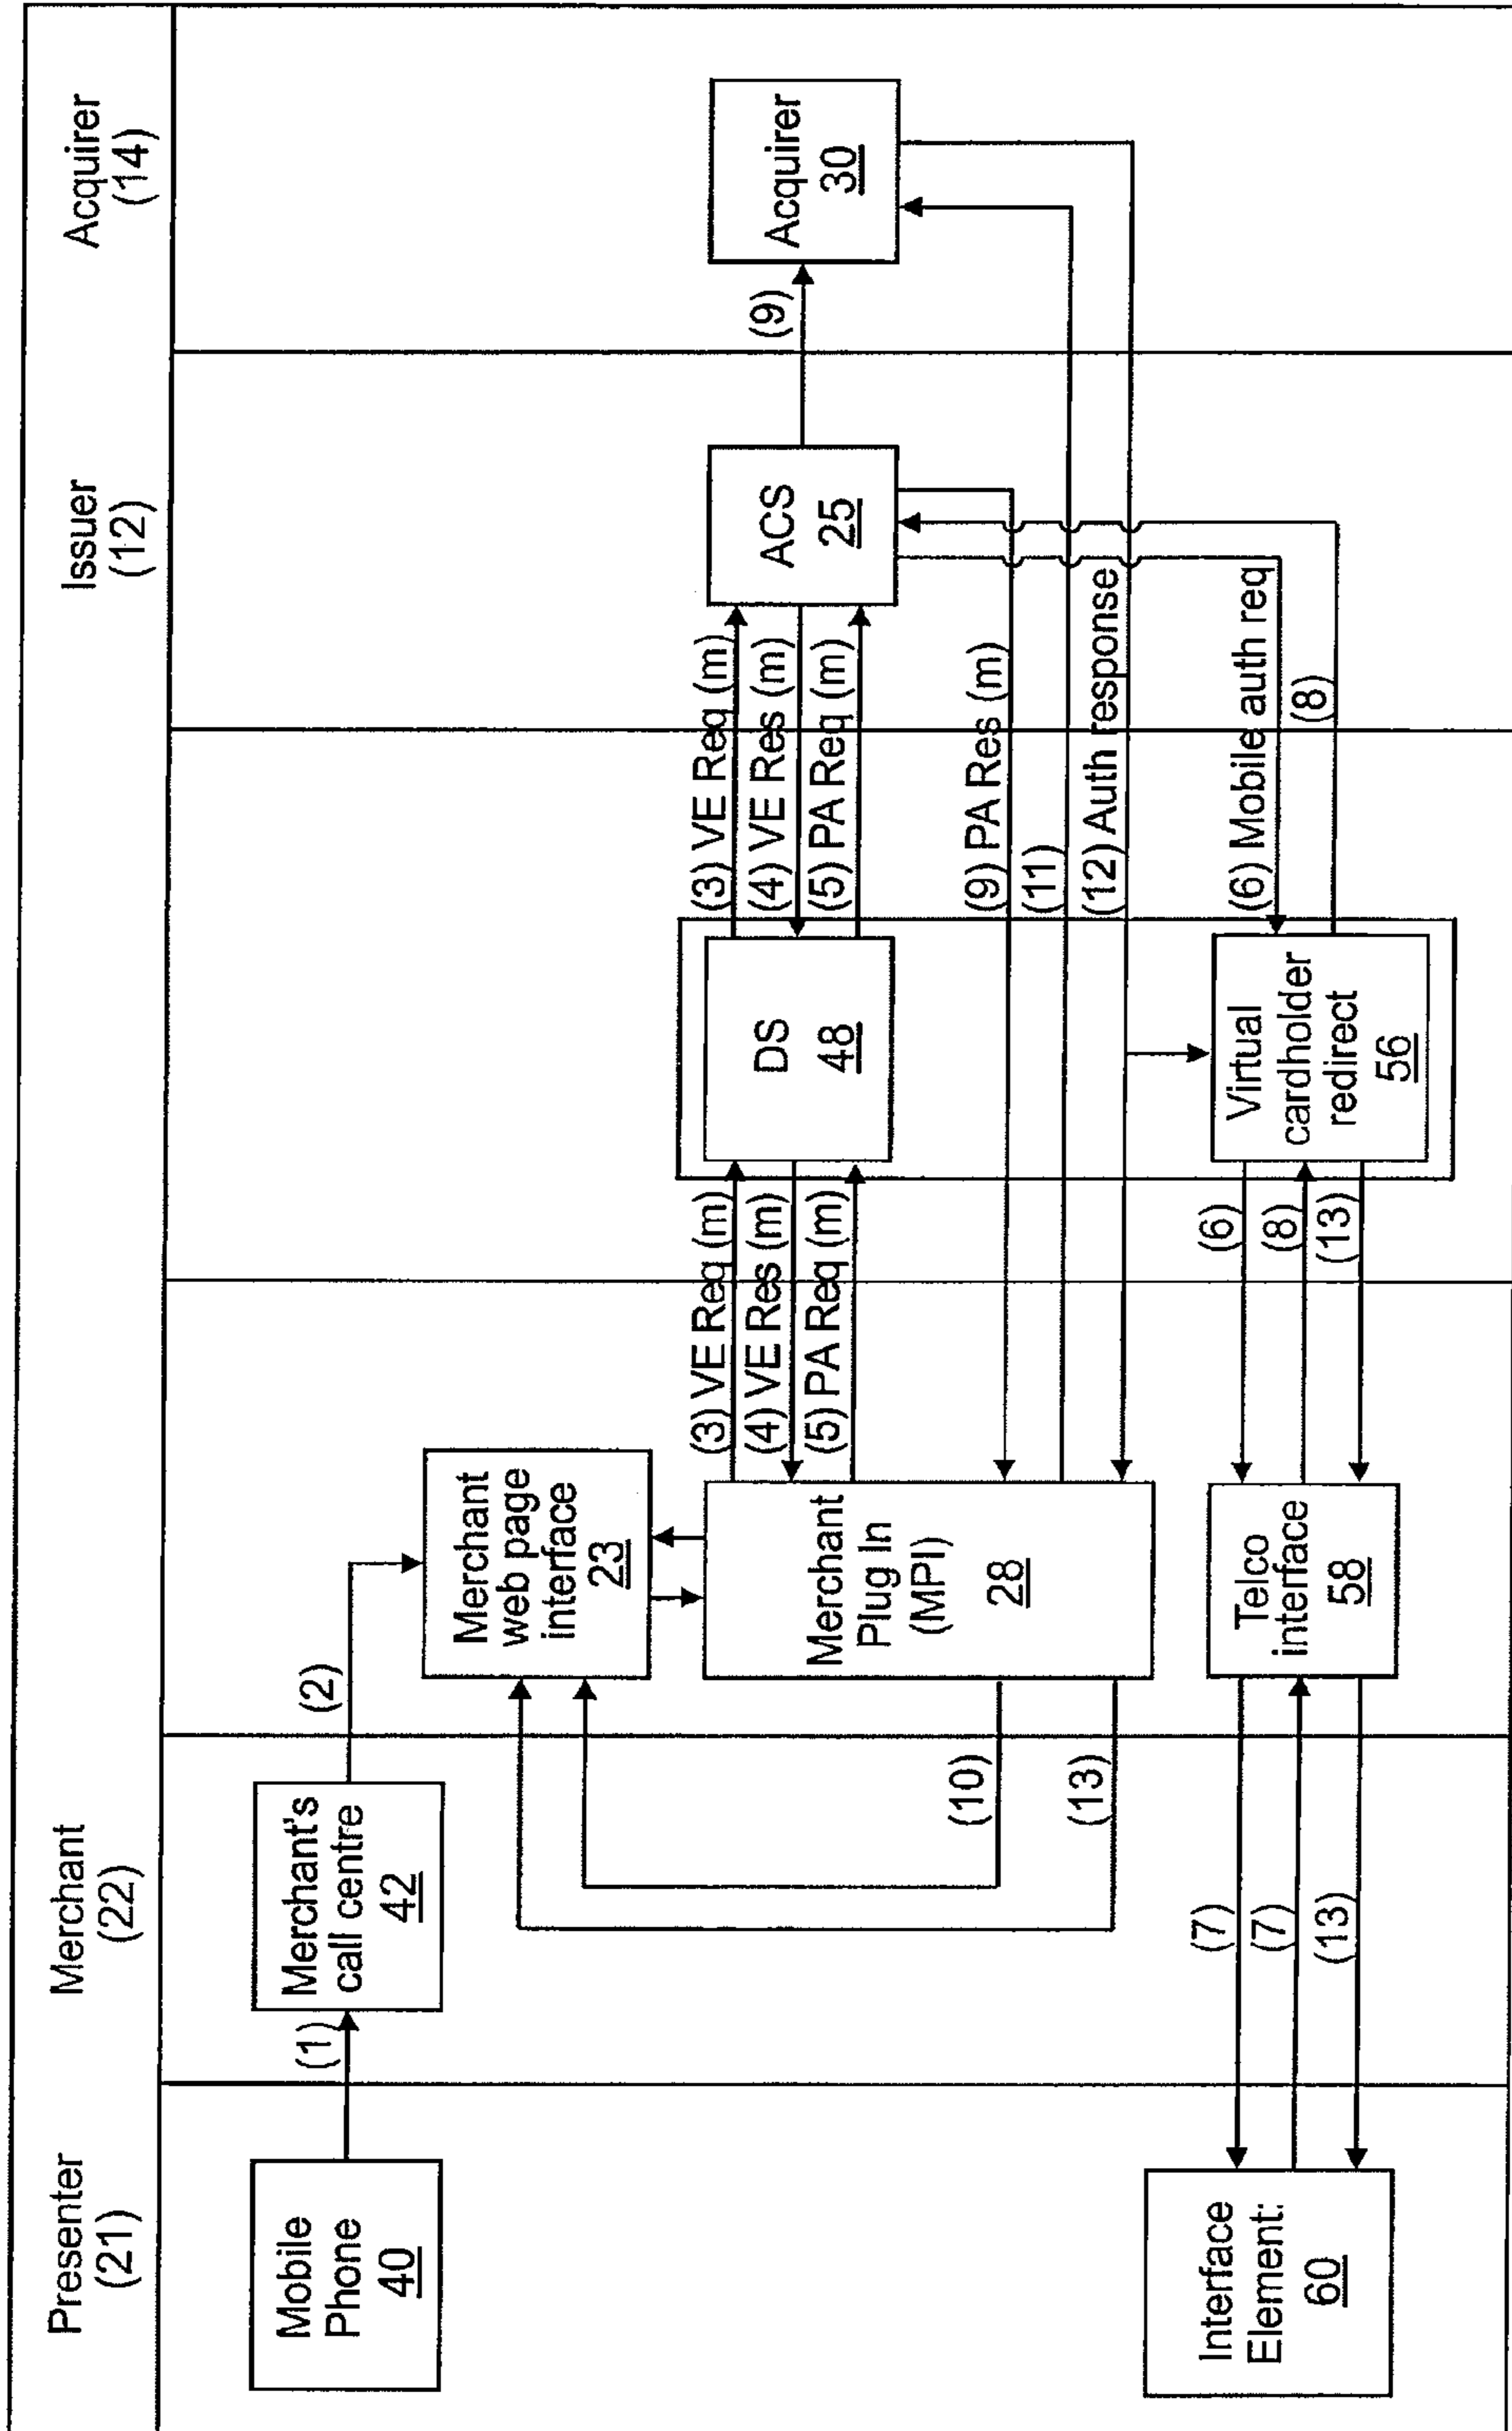 Presenter
(21)
Merchant
(22)
Issuer
(12)
Acquirer
(14)
Mobile
Phone
40
(1)
Merchant's
call centre
42
(2)
Merchant
web page
interface
23
Merchant
Plug In
(MPI)
28
(10)
(13)
(3) VE Req (m)
(4) VE Res (m)
(5) PA Req (m)
DS
48
(3) VE Req (m)
(4) VE Res (m)
(5) PA Req (m)
ACS
25
(9)
Acquirer
30
(9) PA Res (m)
(11)
(12) Auth response
(6) Mobile auth req
(8)
Virtual
cardholder
redirect
56
(6)
(8)
(13)
Telco
interface
58
(7)
(7)
(13)
Interface
Element:
60